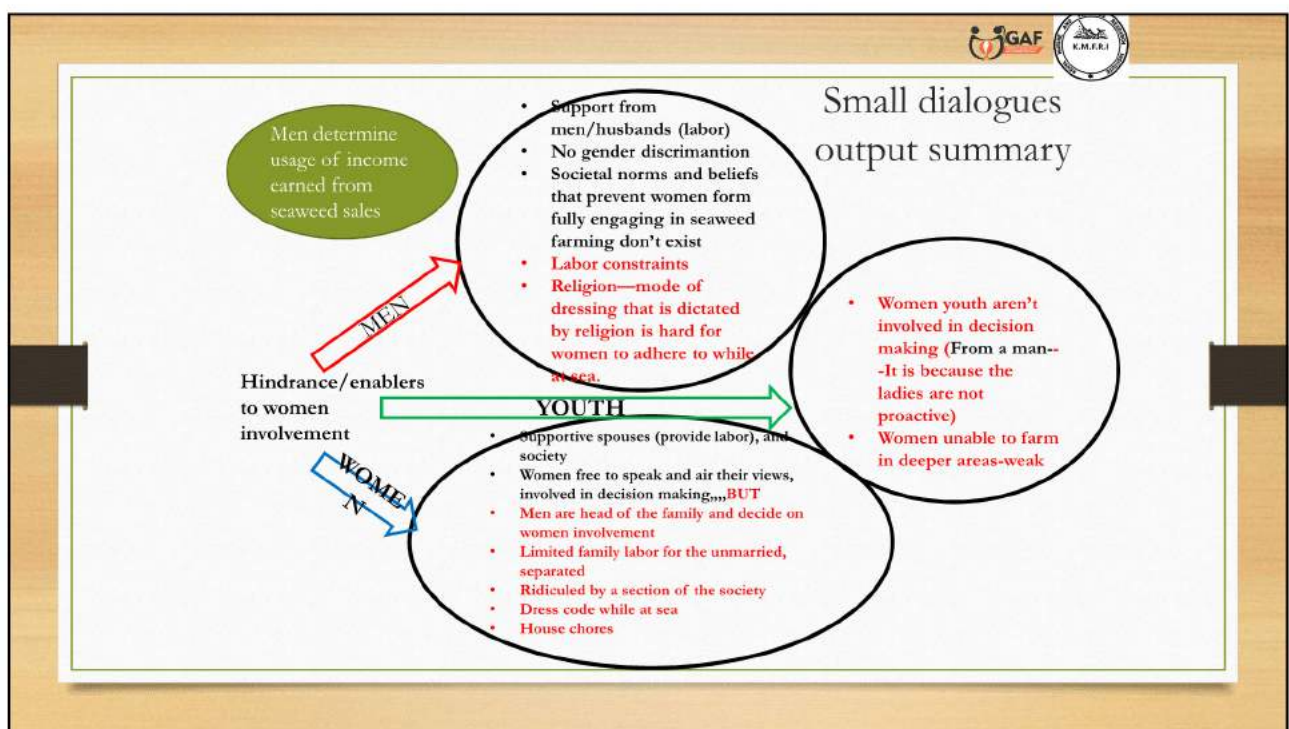 GAF
K.M.F.R.I
Small dialogues
output summary
Men determine
usage of income
earned from
seaweed sales
• Support from
men/husbands (labor)
• No gender discrimantion
• Societal norms and beliefs
that prevent women form
fully engaging in seaweed
farming don't exist
• Labor constraints
• Religion—mode of
dressing that is dictated
by religion is hard for
women to adhere to while
at sea.
MEN
Hindrance/enablers
to women
involvement
YOUTH
• Women youth aren't
involved in decision
making (From a man--
-It is because the
ladies are not
proactive)
• Women unable to farm
in deeper areas-weak
WOME
N
• Supportive spouses (provide labor), and
society
• Women free to speak and air their views,
involved in decision making,,,,BUT
• Men are head of the family and decide on
women involvement
• Limited family labor for the unmarried,
separated
• Ridiculed by a section of the society
• Dress code while at sea
• House chores